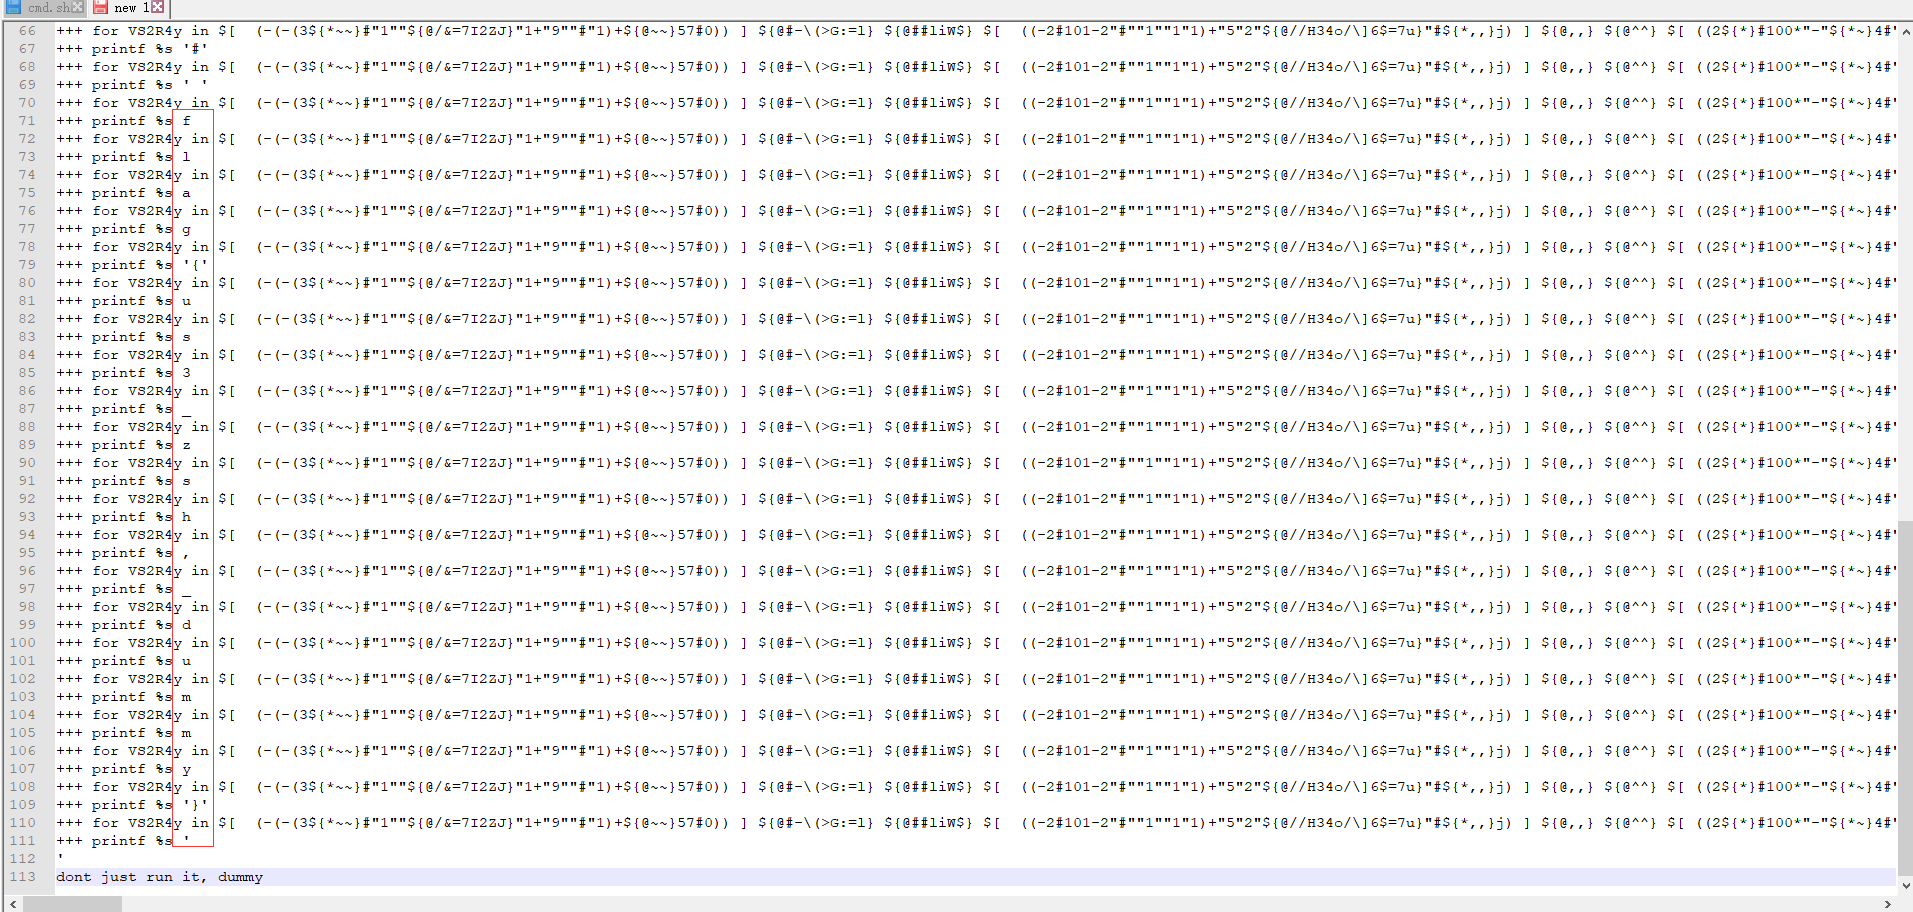 cmd.sh new 1
66 +++ for VS2R4y in $[  (-(-(3${*~~}#"1""${@/&=7I2ZJ}"1+"9""#"1)+${@~~}57#0)) ] ${@#-\(>G:=l} ${@##liW$} $[  ((-2#101-2"#""1""1"1)+"5"2"${@//H34o/\]6$=7u}"#${*,,}j) ] ${@,,} ${@^^} $[ ((2${*}#100*"-"${*~}4#"
67 +++ printf %s '#'
68 +++ for VS2R4y in $[  (-(-(3${*~~}#"1""${@/&=7I2ZJ}"1+"9""#"1)+${@~~}57#0)) ] ${@#-\(>G:=l} ${@##liW$} $[  ((-2#101-2"#""1""1"1)+"5"2"${@//H34o/\]6$=7u}"#${*,,}j) ] ${@,,} ${@^^} $[ ((2${*}#100*"-"${*~}4#"
69 +++ printf %s ' '
70 +++ for VS2R4y in $[  (-(-(3${*~~}#"1""${@/&=7I2ZJ}"1+"9""#"1)+${@~~}57#0)) ] ${@#-\(>G:=l} ${@##liW$} $[  ((-2#101-2"#""1""1"1)+"5"2"${@//H34o/\]6$=7u}"#${*,,}j) ] ${@,,} ${@^^} $[ ((2${*}#100*"-"${*~}4#"
71 +++ printf %s f
72 +++ for VS2R4y in $[  (-(-(3${*~~}#"1""${@/&=7I2ZJ}"1+"9""#"1)+${@~~}57#0)) ] ${@#-\(>G:=l} ${@##liW$} $[  ((-2#101-2"#""1""1"1)+"5"2"${@//H34o/\]6$=7u}"#${*,,}j) ] ${@,,} ${@^^} $[ ((2${*}#100*"-"${*~}4#"
73 +++ printf %s l
74 +++ for VS2R4y in $[  (-(-(3${*~~}#"1""${@/&=7I2ZJ}"1+"9""#"1)+${@~~}57#0)) ] ${@#-\(>G:=l} ${@##liW$} $[  ((-2#101-2"#""1""1"1)+"5"2"${@//H34o/\]6$=7u}"#${*,,}j) ] ${@,,} ${@^^} $[ ((2${*}#100*"-"${*~}4#"
75 +++ printf %s a
76 +++ for VS2R4y in $[  (-(-(3${*~~}#"1""${@/&=7I2ZJ}"1+"9""#"1)+${@~~}57#0)) ] ${@#-\(>G:=l} ${@##liW$} $[  ((-2#101-2"#""1""1"1)+"5"2"${@//H34o/\]6$=7u}"#${*,,}j) ] ${@,,} ${@^^} $[ ((2${*}#100*"-"${*~}4#"
77 +++ printf %s g
78 +++ for VS2R4y in $[  (-(-(3${*~~}#"1""${@/&=7I2ZJ}"1+"9""#"1)+${@~~}57#0)) ] ${@#-\(>G:=l} ${@##liW$} $[  ((-2#101-2"#""1""1"1)+"5"2"${@//H34o/\]6$=7u}"#${*,,}j) ] ${@,,} ${@^^} $[ ((2${*}#100*"-"${*~}4#"
79 +++ printf %s '{'
80 +++ for VS2R4y in $[  (-(-(3${*~~}#"1""${@/&=7I2ZJ}"1+"9""#"1)+${@~~}57#0)) ] ${@#-\(>G:=l} ${@##liW$} $[  ((-2#101-2"#""1""1"1)+"5"2"${@//H34o/\]6$=7u}"#${*,,}j) ] ${@,,} ${@^^} $[ ((2${*}#100*"-"${*~}4#"
81 +++ printf %s u
82 +++ for VS2R4y in $[  (-(-(3${*~~}#"1""${@/&=7I2ZJ}"1+"9""#"1)+${@~~}57#0)) ] ${@#-\(>G:=l} ${@##liW$} $[  ((-2#101-2"#""1""1"1)+"5"2"${@//H34o/\]6$=7u}"#${*,,}j) ] ${@,,} ${@^^} $[ ((2${*}#100*"-"${*~}4#"
83 +++ printf %s s
84 +++ for VS2R4y in $[  (-(-(3${*~~}#"1""${@/&=7I2ZJ}"1+"9""#"1)+${@~~}57#0)) ] ${@#-\(>G:=l} ${@##liW$} $[  ((-2#101-2"#""1""1"1)+"5"2"${@//H34o/\]6$=7u}"#${*,,}j) ] ${@,,} ${@^^} $[ ((2${*}#100*"-"${*~}4#"
85 +++ printf %s 3
86 +++ for VS2R4y in $[  (-(-(3${*~~}#"1""${@/&=7I2ZJ}"1+"9""#"1)+${@~~}57#0)) ] ${@#-\(>G:=l} ${@##liW$} $[  ((-2#101-2"#""1""1"1)+"5"2"${@//H34o/\]6$=7u}"#${*,,}j) ] ${@,,} ${@^^} $[ ((2${*}#100*"-"${*~}4#"
87 +++ printf %s _
88 +++ for VS2R4y in $[  (-(-(3${*~~}#"1""${@/&=7I2ZJ}"1+"9""#"1)+${@~~}57#0)) ] ${@#-\(>G:=l} ${@##liW$} $[  ((-2#101-2"#""1""1"1)+"5"2"${@//H34o/\]6$=7u}"#${*,,}j) ] ${@,,} ${@^^} $[ ((2${*}#100*"-"${*~}4#"
89 +++ printf %s z
90 +++ for VS2R4y in $[  (-(-(3${*~~}#"1""${@/&=7I2ZJ}"1+"9""#"1)+${@~~}57#0)) ] ${@#-\(>G:=l} ${@##liW$} $[  ((-2#101-2"#""1""1"1)+"5"2"${@//H34o/\]6$=7u}"#${*,,}j) ] ${@,,} ${@^^} $[ ((2${*}#100*"-"${*~}4#"
91 +++ printf %s s
92 +++ for VS2R4y in $[  (-(-(3${*~~}#"1""${@/&=7I2ZJ}"1+"9""#"1)+${@~~}57#0)) ] ${@#-\(>G:=l} ${@##liW$} $[  ((-2#101-2"#""1""1"1)+"5"2"${@//H34o/\]6$=7u}"#${*,,}j) ] ${@,,} ${@^^} $[ ((2${*}#100*"-"${*~}4#"
93 +++ printf %s h
94 +++ for VS2R4y in $[  (-(-(3${*~~}#"1""${@/&=7I2ZJ}"1+"9""#"1)+${@~~}57#0)) ] ${@#-\(>G:=l} ${@##liW$} $[  ((-2#101-2"#""1""1"1)+"5"2"${@//H34o/\]6$=7u}"#${*,,}j) ] ${@,,} ${@^^} $[ ((2${*}#100*"-"${*~}4#"
95 +++ printf %s ,
96 +++ for VS2R4y in $[  (-(-(3${*~~}#"1""${@/&=7I2ZJ}"1+"9""#"1)+${@~~}57#0)) ] ${@#-\(>G:=l} ${@##liW$} $[  ((-2#101-2"#""1""1"1)+"5"2"${@//H34o/\]6$=7u}"#${*,,}j) ] ${@,,} ${@^^} $[ ((2${*}#100*"-"${*~}4#"
97 +++ printf %s _
98 +++ for VS2R4y in $[  (-(-(3${*~~}#"1""${@/&=7I2ZJ}"1+"9""#"1)+${@~~}57#0)) ] ${@#-\(>G:=l} ${@##liW$} $[  ((-2#101-2"#""1""1"1)+"5"2"${@//H34o/\]6$=7u}"#${*,,}j) ] ${@,,} ${@^^} $[ ((2${*}#100*"-"${*~}4#"
99 +++ printf %s d
100 +++ for VS2R4y in $[  (-(-(3${*~~}#"1""${@/&=7I2ZJ}"1+"9""#"1)+${@~~}57#0)) ] ${@#-\(>G:=l} ${@##liW$} $[  ((-2#101-2"#""1""1"1)+"5"2"${@//H34o/\]6$=7u}"#${*,,}j) ] ${@,,} ${@^^} $[ ((2${*}#100*"-"${*~}4#"
101 +++ printf %s u
102 +++ for VS2R4y in $[  (-(-(3${*~~}#"1""${@/&=7I2ZJ}"1+"9""#"1)+${@~~}57#0)) ] ${@#-\(>G:=l} ${@##liW$} $[  ((-2#101-2"#""1""1"1)+"5"2"${@//H34o/\]6$=7u}"#${*,,}j) ] ${@,,} ${@^^} $[ ((2${*}#100*"-"${*~}4#"
103 +++ printf %s m
104 +++ for VS2R4y in $[  (-(-(3${*~~}#"1""${@/&=7I2ZJ}"1+"9""#"1)+${@~~}57#0)) ] ${@#-\(>G:=l} ${@##liW$} $[  ((-2#101-2"#""1""1"1)+"5"2"${@//H34o/\]6$=7u}"#${*,,}j) ] ${@,,} ${@^^} $[ ((2${*}#100*"-"${*~}4#"
105 +++ printf %s m
106 +++ for VS2R4y in $[  (-(-(3${*~~}#"1""${@/&=7I2ZJ}"1+"9""#"1)+${@~~}57#0)) ] ${@#-\(>G:=l} ${@##liW$} $[  ((-2#101-2"#""1""1"1)+"5"2"${@//H34o/\]6$=7u}"#${*,,}j) ] ${@,,} ${@^^} $[ ((2${*}#100*"-"${*~}4#"
107 +++ printf %s y
108 +++ for VS2R4y in $[  (-(-(3${*~~}#"1""${@/&=7I2ZJ}"1+"9""#"1)+${@~~}57#0)) ] ${@#-\(>G:=l} ${@##liW$} $[  ((-2#101-2"#""1""1"1)+"5"2"${@//H34o/\]6$=7u}"#${*,,}j) ] ${@,,} ${@^^} $[ ((2${*}#100*"-"${*~}4#"
109 +++ printf %s '}'
110 +++ for VS2R4y in $[  (-(-(3${*~~}#"1""${@/&=7I2ZJ}"1+"9""#"1)+${@~~}57#0)) ] ${@#-\(>G:=l} ${@##liW$} $[  ((-2#101-2"#""1""1"1)+"5"2"${@//H34o/\]6$=7u}"#${*,,}j) ] ${@,,} ${@^^} $[ ((2${*}#100*"-"${*~}4#"
111 +++ printf %s '
112 '
113 dont just run it, dummy